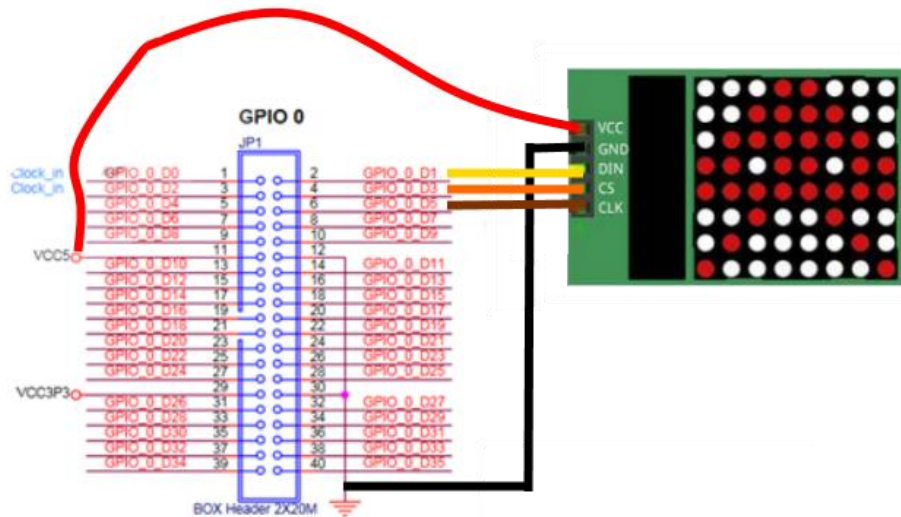 GPIO 0
JP1
Clock_in GPIO_0_D0 1 2 GPIO_0_D1
Clock_in GPIO_0_D2 3 4 GPIO_0_D3
GPIO_0_D4 5 6 GPIO_0_D5
GPIO_0_D6 7 8 GPIO_0_D7
GPIO_0_D8 9 10 GPIO_0_D9
VCC5 11 12
GPIO_0_D10 13 14 GPIO_0_D11
GPIO_0_D12 15 16 GPIO_0_D13
GPIO_0_D14 17 18 GPIO_0_D15
GPIO_0_D16 19 20 GPIO_0_D17
GPIO_0_D18 21 22 GPIO_0_D19
GPIO_0_D20 23 24 GPIO_0_D21
GPIO_0_D22 25 26 GPIO_0_D23
GPIO_0_D24 27 28 GPIO_0_D25
VCC3P3 29 30
GPIO_0_D26 31 32 GPIO_0_D27
GPIO_0_D28 33 34 GPIO_0_D29
GPIO_0_D30 35 36 GPIO_0_D31
GPIO_0_D32 37 38 GPIO_0_D33
GPIO_0_D34 39 40 GPIO_0_D35
BOX Header 2X20M
VCC
GND
DIN
CS
CLK